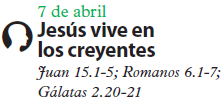 7 de abril
Jesús vive en
los creyentes
Juan 15.1-5; Romanos 6.1-7;
Gálatas 2.20-21